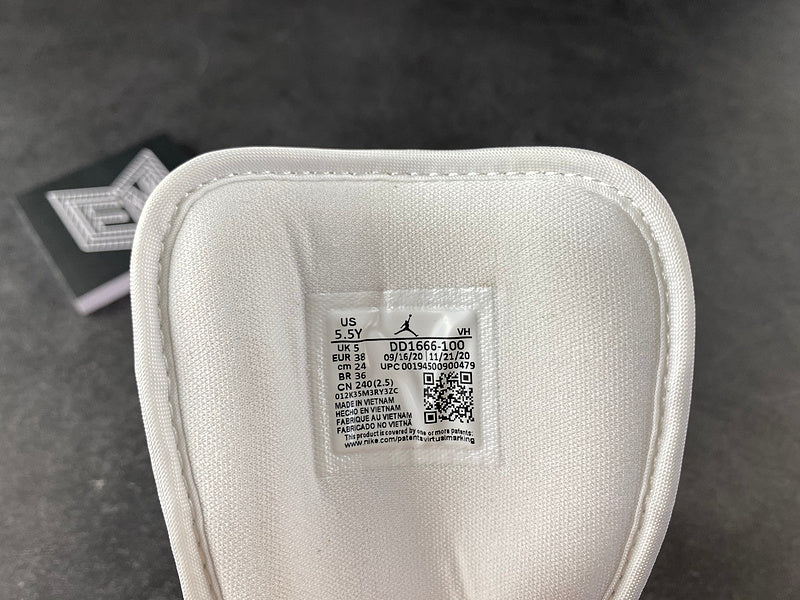 US
5.5Y
VH
UK 5
DD1666-100
EUR 38
09/16/20 11/21/20
cm 24
UPC 00194500900479
BR 36
CN 240 (2.5)
012K35M3RY3ZC
MADE IN VIETNAM
HECHO EN VIETNAM
FABRIQUE AU VIETNAM
FABRICADO NO VIETNÃ
This product is covered by one or more patents:
www.nike.com/patentsvirtualmarking